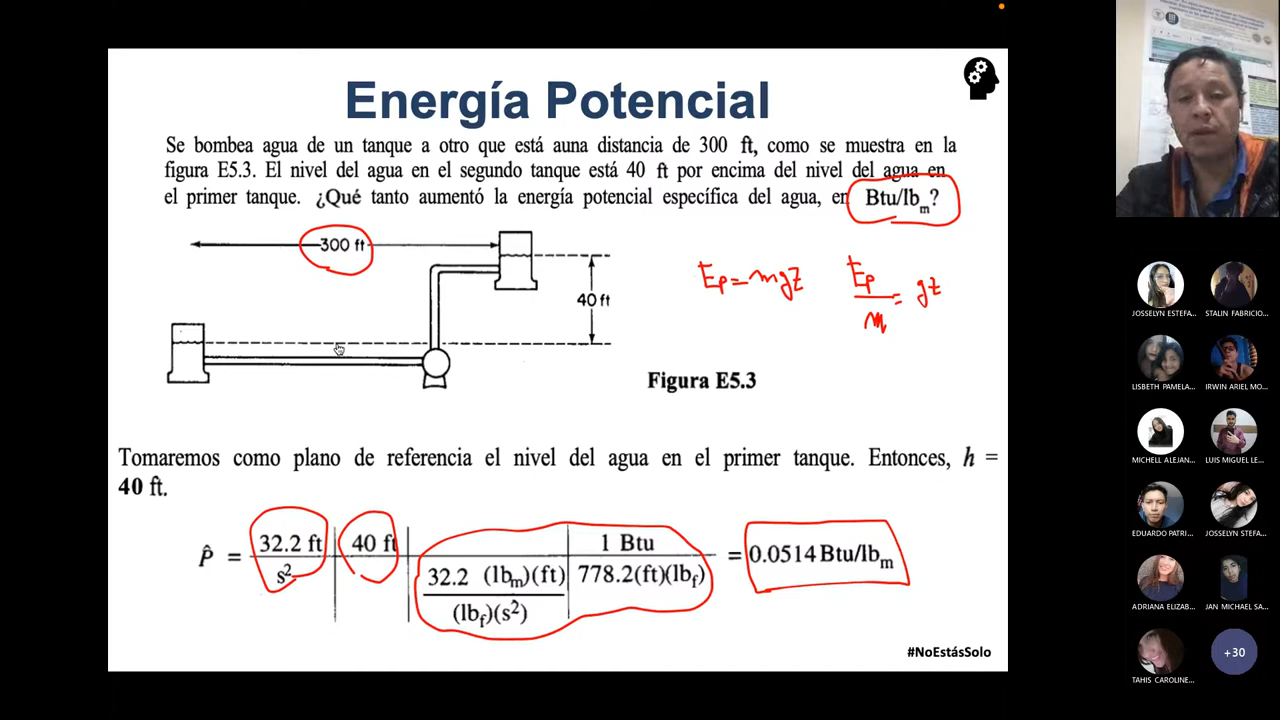 Energía Potencial
Se bombea agua de un tanque a otro que está auna distancia de 300 ft, como se muestra en la
figura E5.3. El nivel del agua en el segundo tanque está 40 ft por encima del nivel del agua en
el primer tanque. ¿Qué tanto aumentó la energía potencial específica del agua, en Btu/lbm?
300 ft
40 ft
Ep = mgz
Ep/m = gz
Figura E5.3
Tomaremos como plano de referencia el nivel del agua en el primer tanque. Entonces, h =
40 ft.
P̂ = 32.2 ft/s² | 40 ft | 1/(32.2 (lbm)(ft)/(lbf)(s²)) | 1 Btu/778.2(ft)(lbf) = 0.0514 Btu/lbm
#NoEstásSolo
JOSSELYN ESTEFA...
STALIN FABRICIO...
LISBETH PAMELA...
IRWIN ARIEL MO...
MICHELL ALEJAN...
LUIS MIGUEL LE...
EDUARDO PATRI...
JOSSELYN STEFA...
ADRIANA ELIZAB...
JAN MICHAEL SA...
TAHIS CAROLINE...
+30